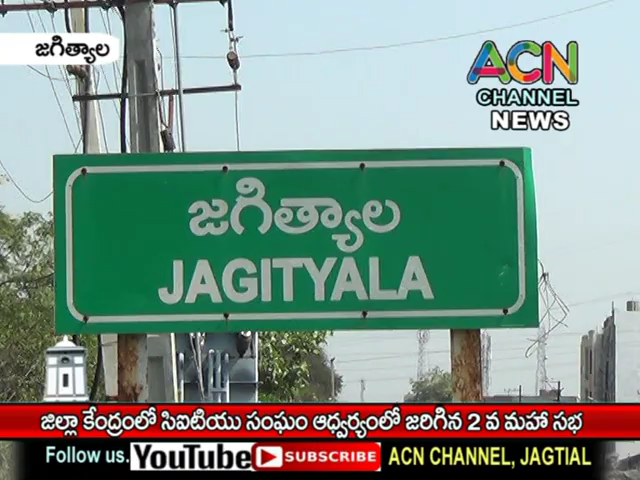 జగిత్యాల
ACN
CHANNEL
NEWS
జగిత్యాల
JAGITYALA
జిల్లా కేంద్రంలో సిఐటియు సంఘం ఆధ్వర్యంలో జరిగిన 2 వ మహా సభ
Follow us. YouTube SUBSCRIBE ACN CHANNEL, JAGTIAL